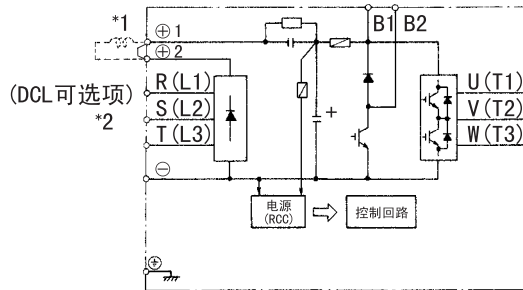 *1
⊕1
⊕2
B1 B2
(DCL可选项)
*2
R(L1)
S(L2)
T(L3)
+
U(T1)
V(T2)
W(T3)
⊖
电源
(RCC)
控制回路